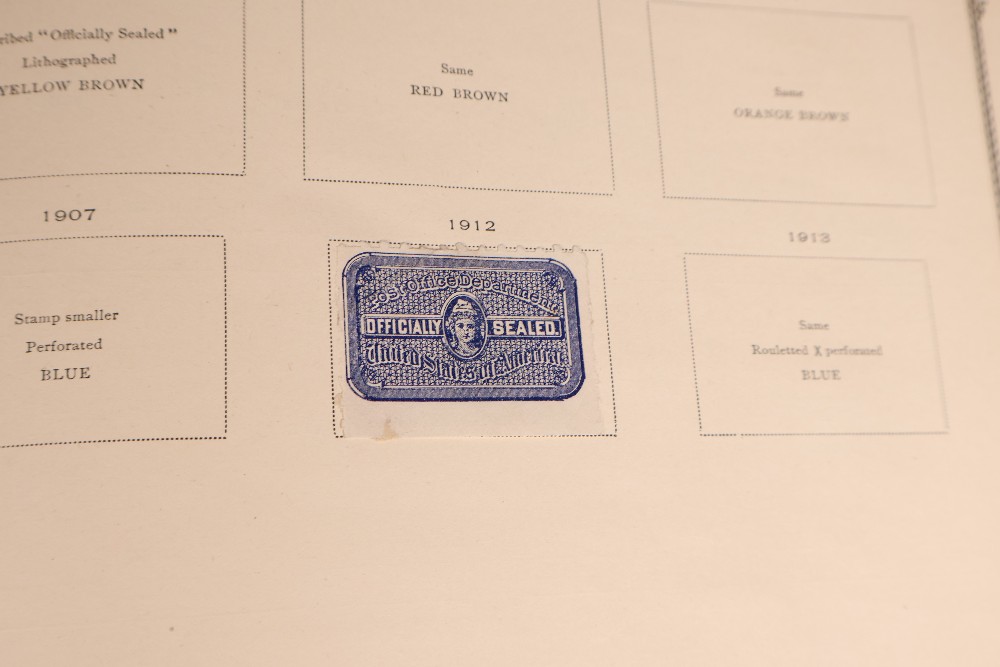 "Officially Sealed"
Lithographed
YELLOW BROWN
Same
RED BROWN
Same
ORANGE BROWN
1907
Stamp smaller
Perforated
BLUE
1912
Post Office Department
OFFICIALLY SEALED.
United States of America
1913
Same
Rouletted X perforated
BLUE